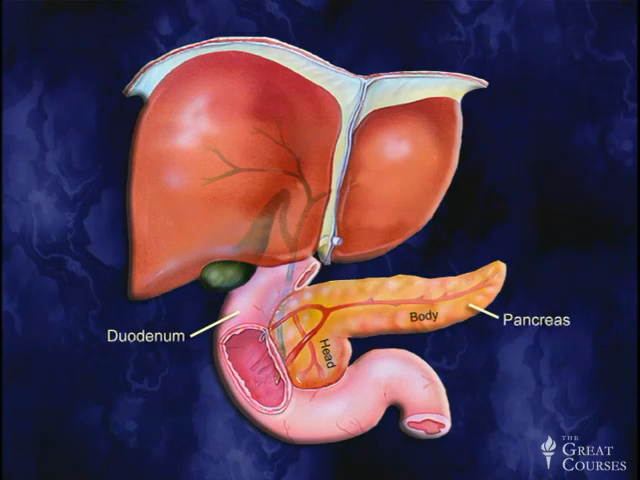 Duodenum
Body
Pancreas
Head
THE
GREAT
COURSES